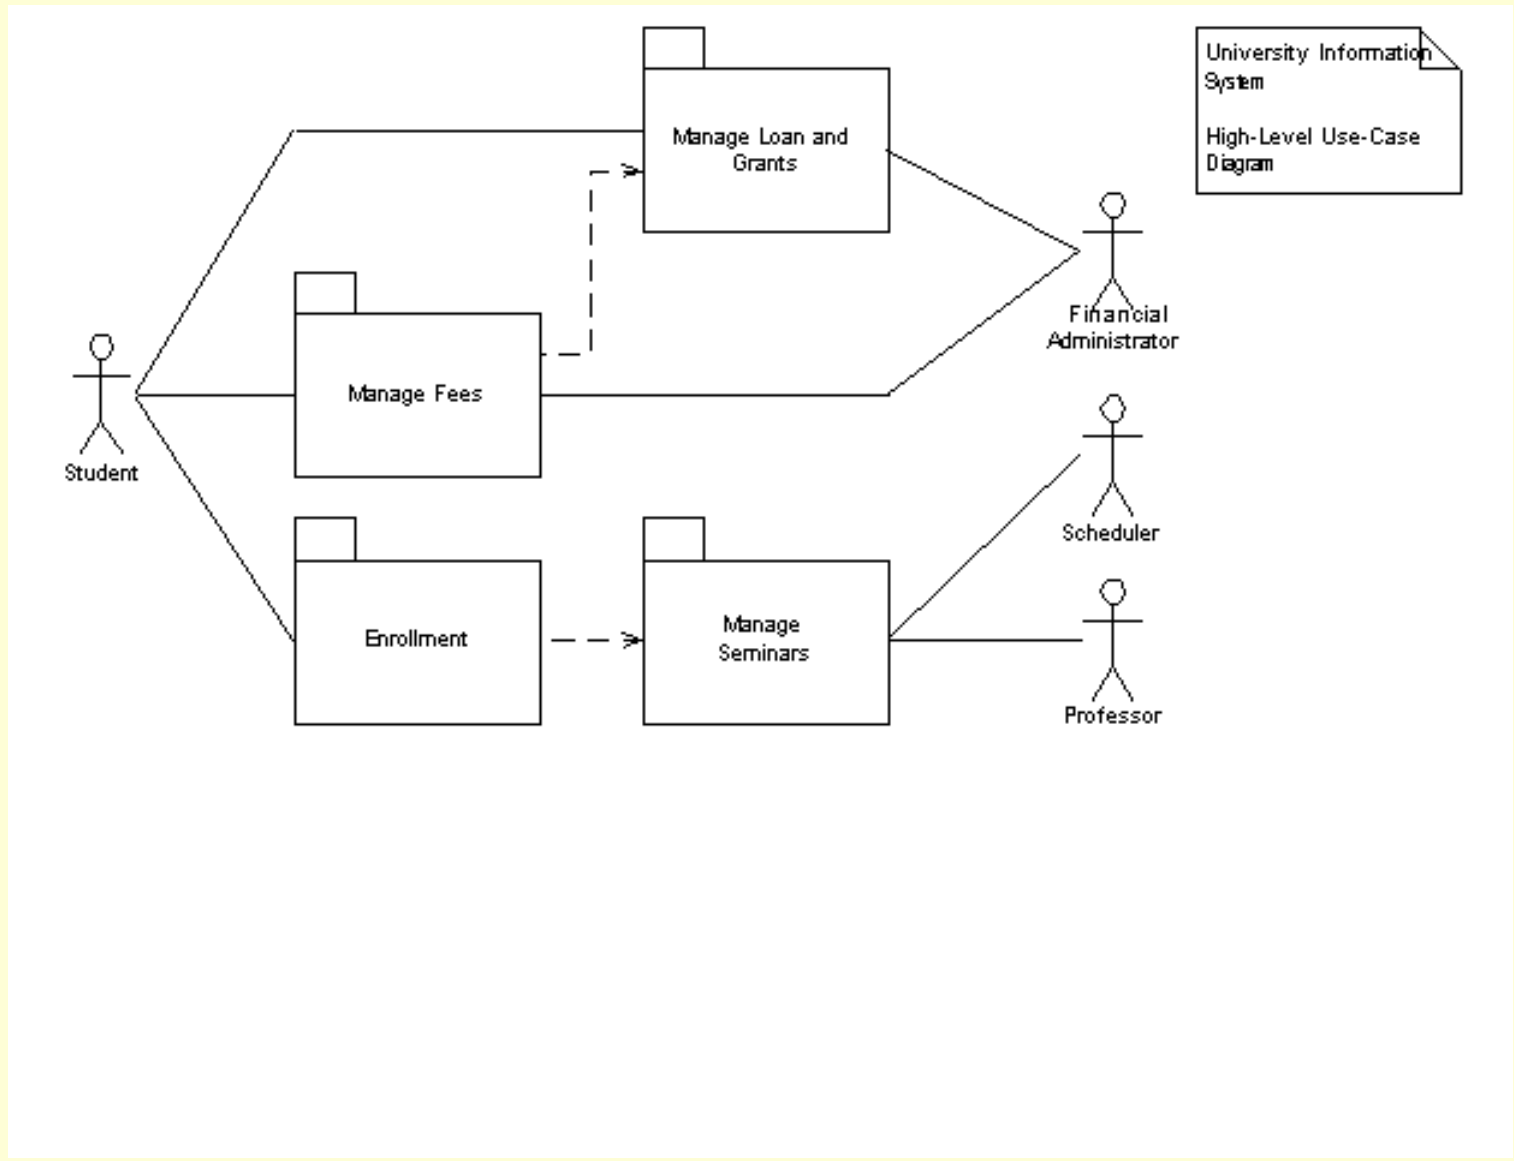 University Information
System
High-Level Use-Case
Diagram
Manage Loan and
Grants
Financial
Administrator
Manage Fees
Student
Scheduler
Enrollment
Manage
Seminars
Professor